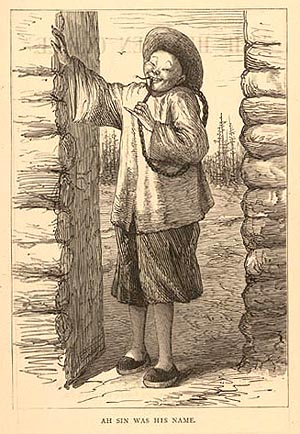 AH SIN WAS HIS NAME.